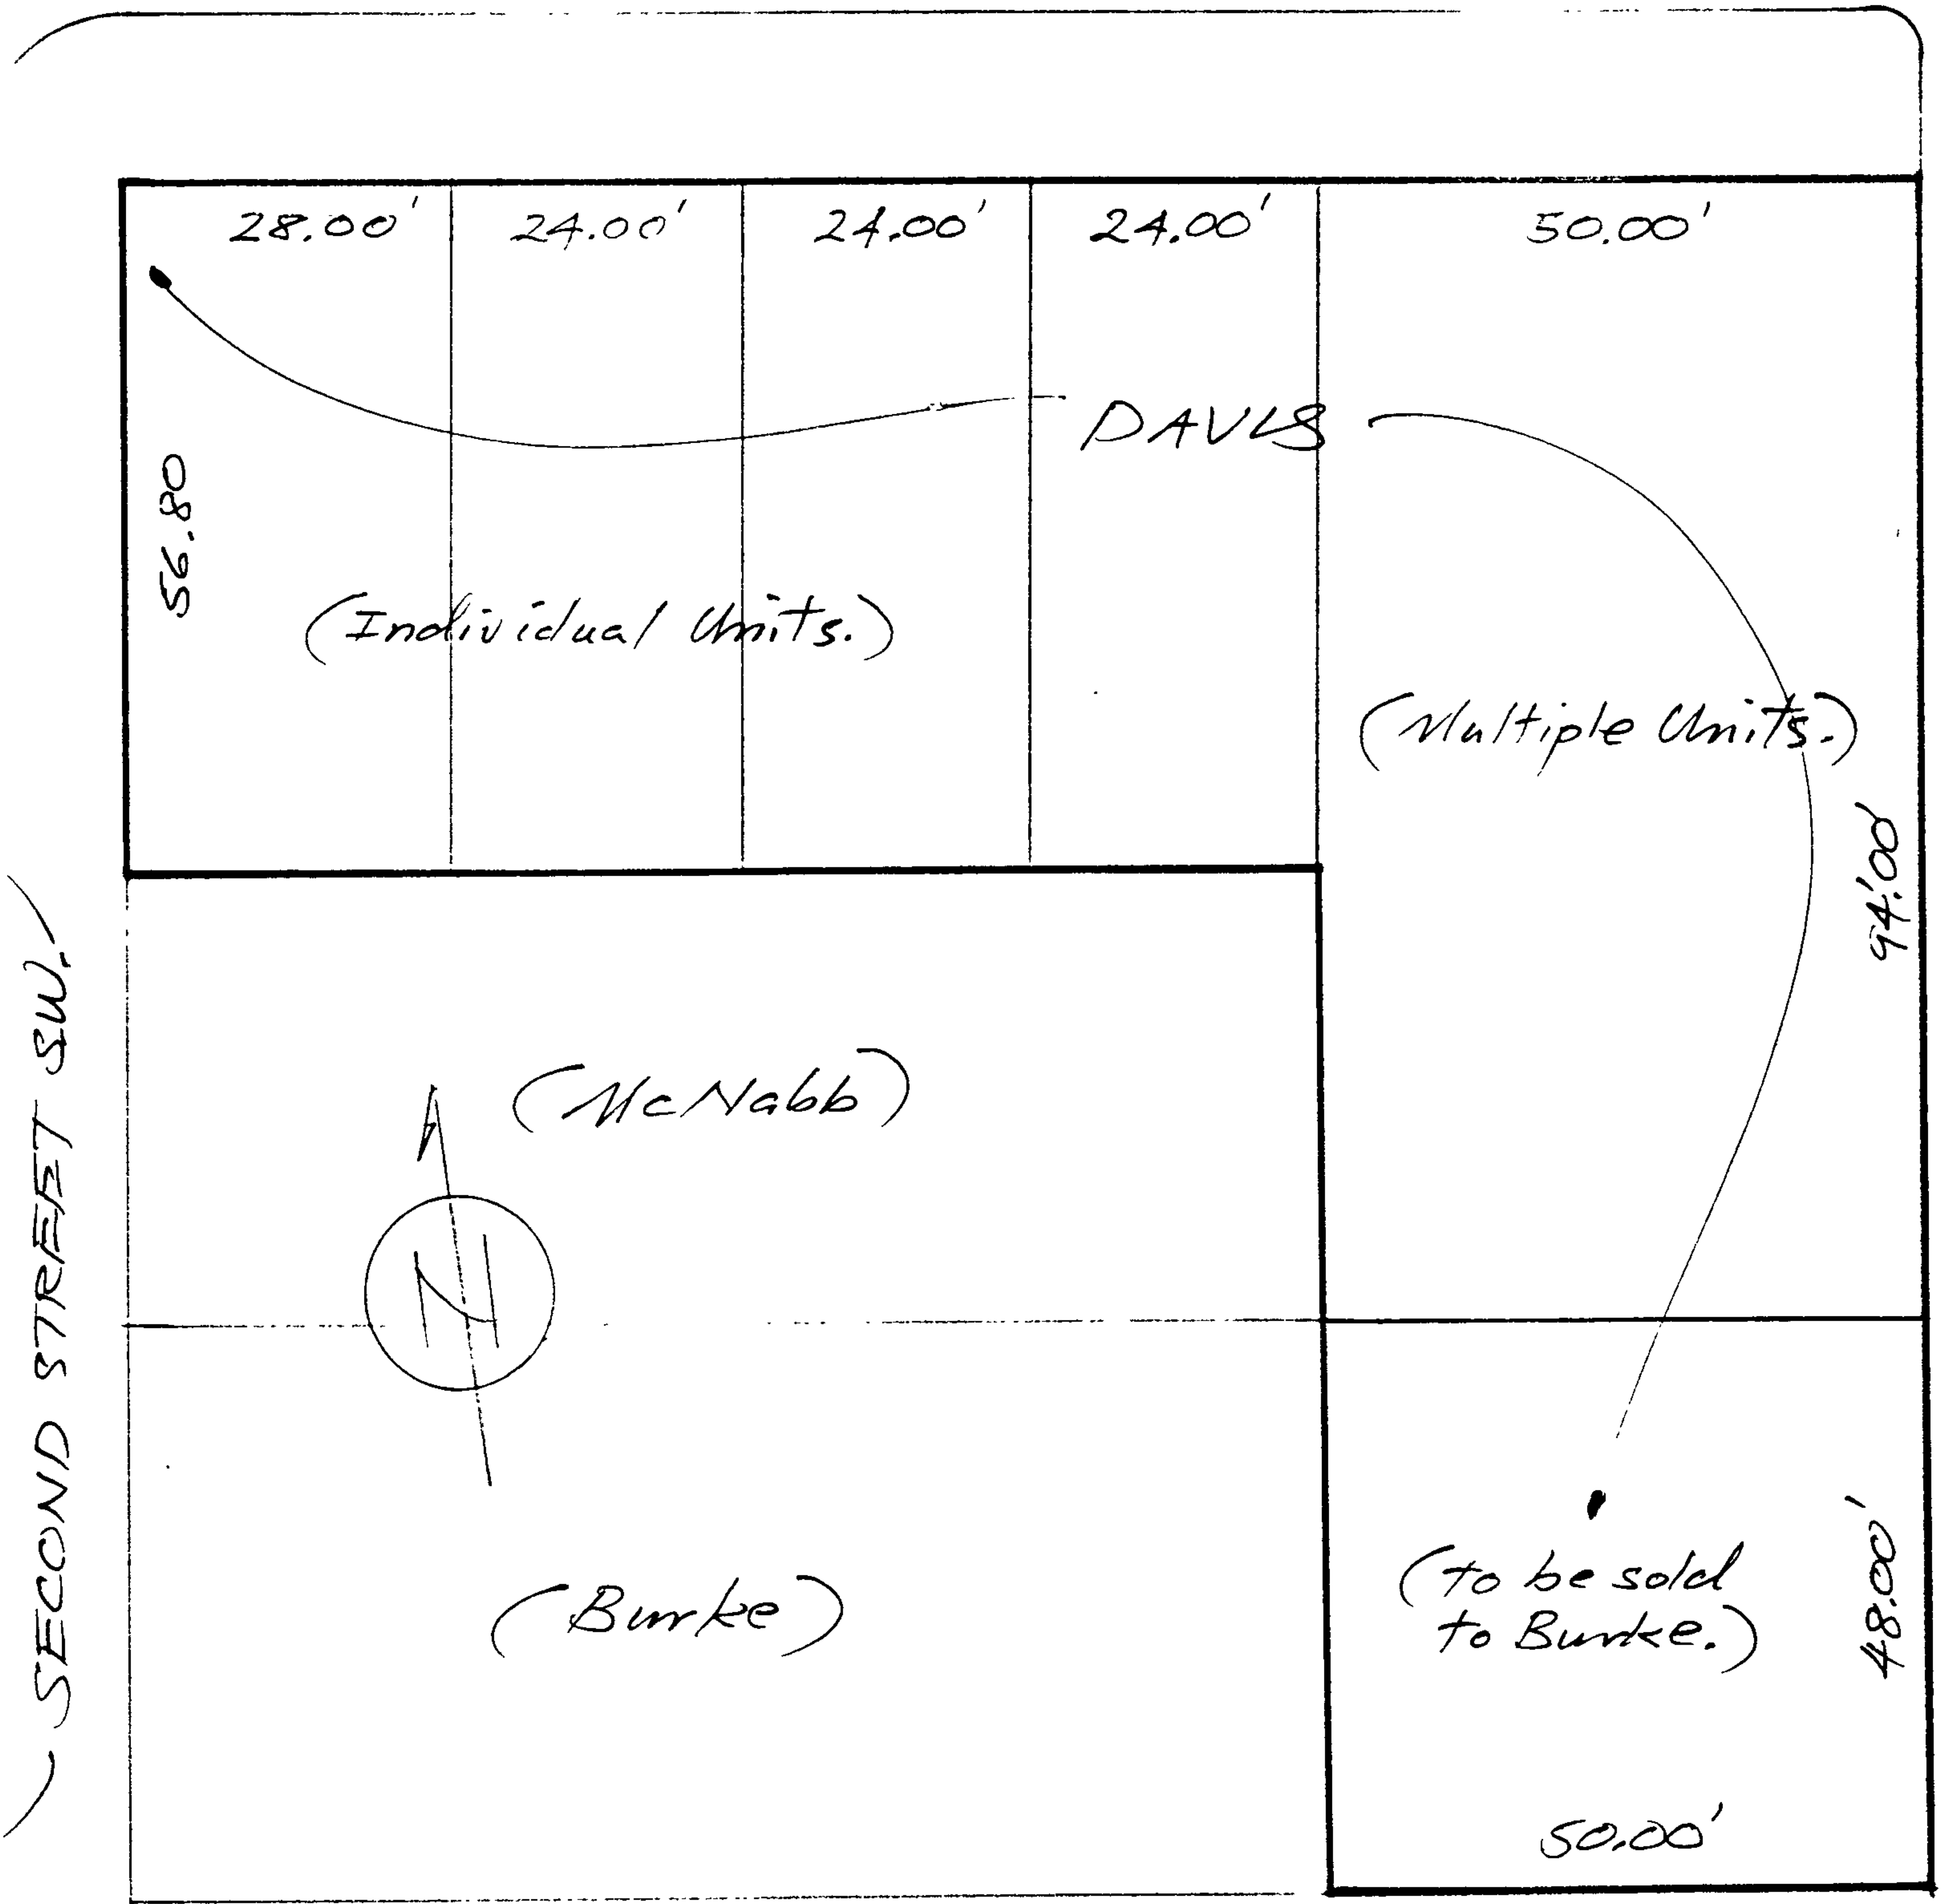 28.00'
24.00'
24.00'
24.00'
50.00'
DAVIS
56.80
(Individual Units.)
(Multiple Units.)
94.'00
SECOND STREET SW.
(McNabb)
N
(Burke)
(to be sold
to Burke.)
48.00'
50.00'